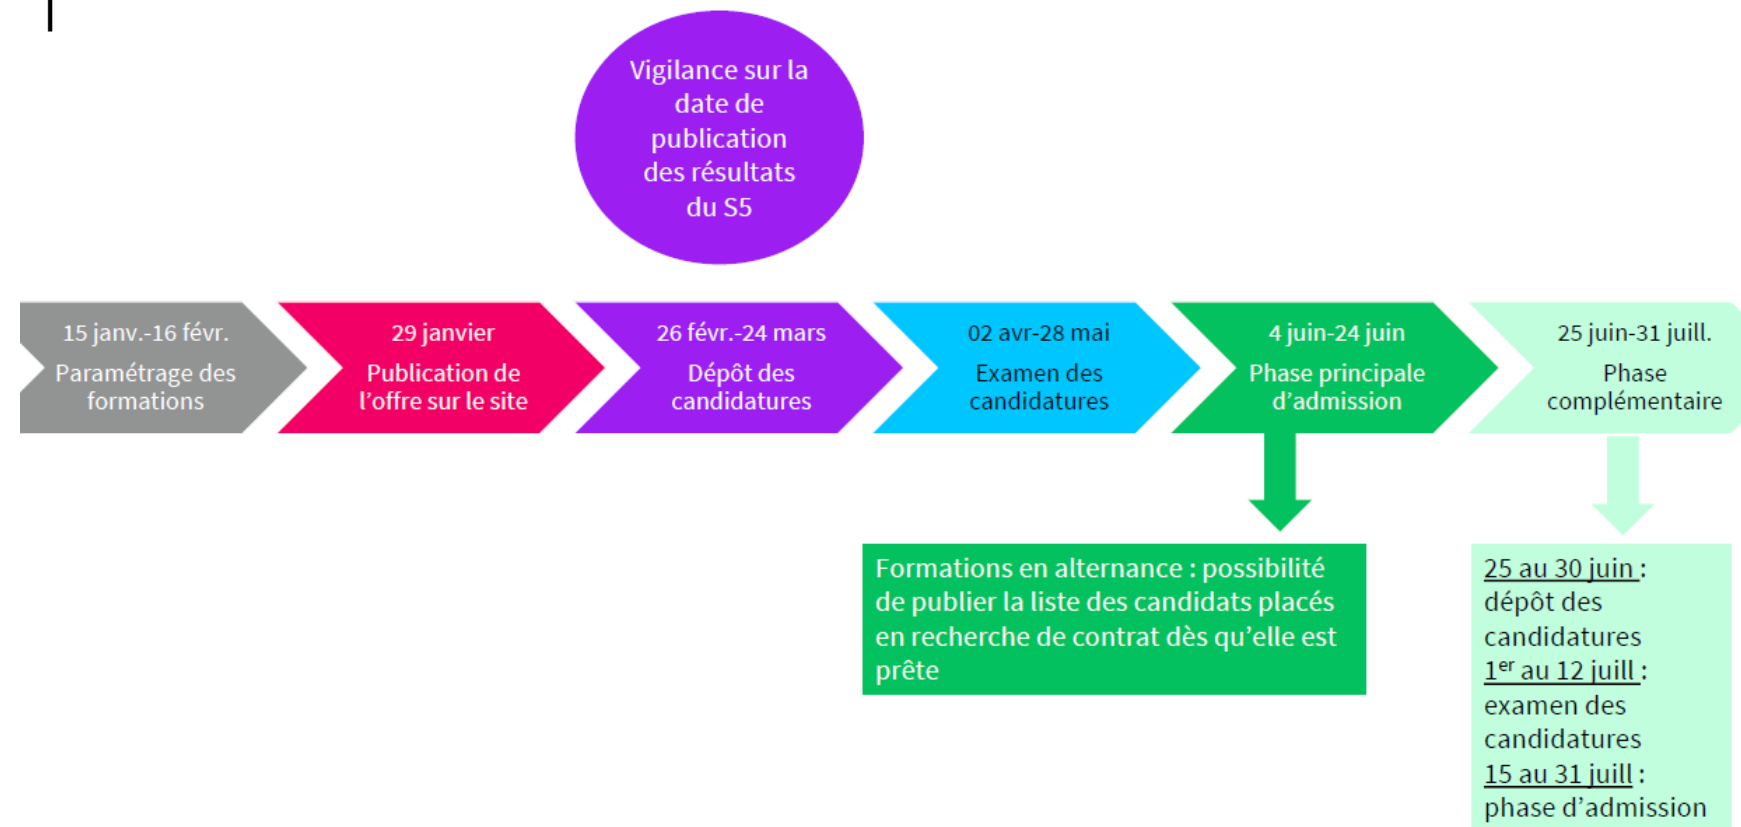 Vigilance sur la
date de
publication
des résultats
du S5
15 janv.-16 févr.
Paramétrage des
formations
29 janvier
Publication de
l’offre sur le site
26 févr.-24 mars
Dépôt des
candidatures
02 avr-28 mai
Examen des
candidatures
4 juin-24 juin
Phase principale
d’admission
25 juin-31 juill.
Phase
complémentaire
Formations en alternance : possibilité
de publier la liste des candidats placés
en recherche de contrat dès qu’elle est
prête
25 au 30 juin :
dépôt des
candidatures
1er au 12 juill :
examen des
candidatures
15 au 31 juill :
phase d’admission